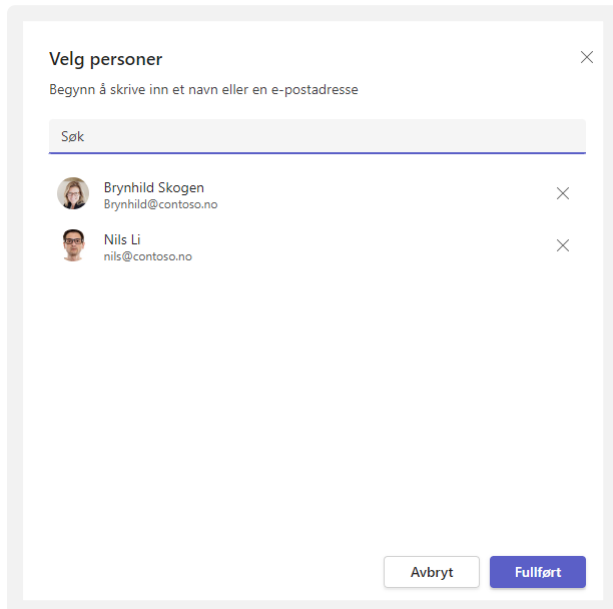 Velg personer
Begynn å skrive inn et navn eller en e-postadresse
Søk
Brynhild Skogen
Brynhild@contoso.no
Nils Li
nils@contoso.no
Avbryt
Fullført